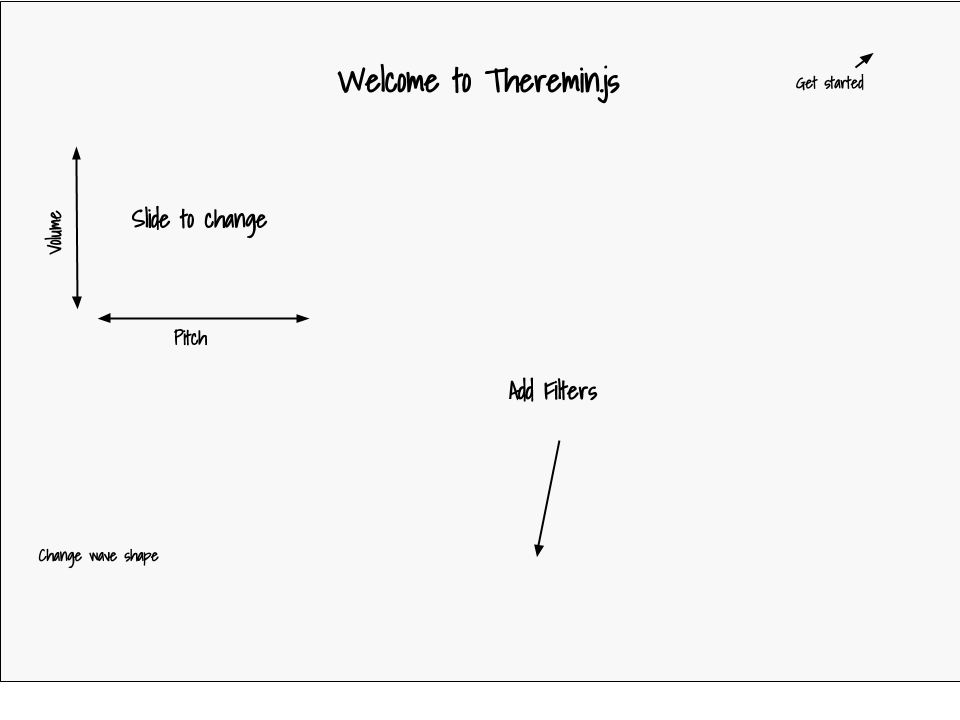 Welcome to Theremin.js
Get started
Volume
Slide to change
Pitch
Add Filters
Change wave shape